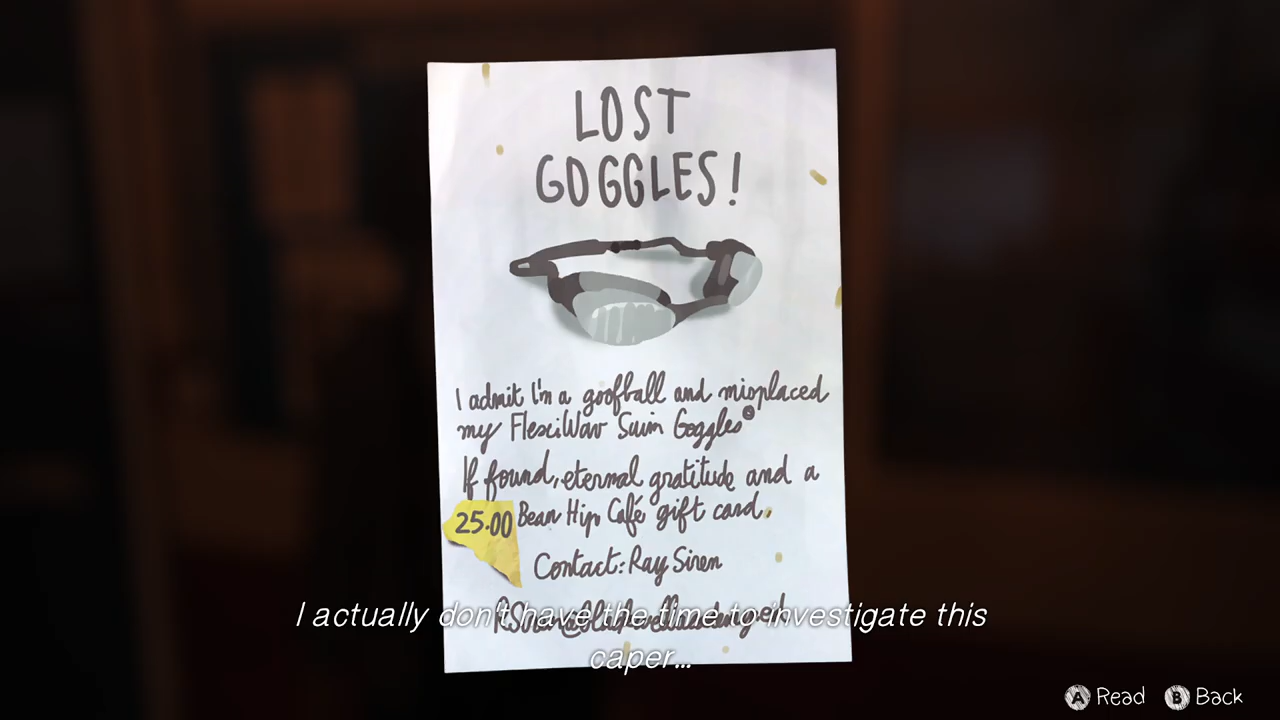 LOST
GOGGLES!
I admit I'm a goofball and misplaced
my FlexiWav Swim Goggles©
If found, eternal gratitude and a
25.00 Bean Hip Café gift card.
Contact: Ray Siren
I actually don't have the time to investigate this
caper...
A Read B Back